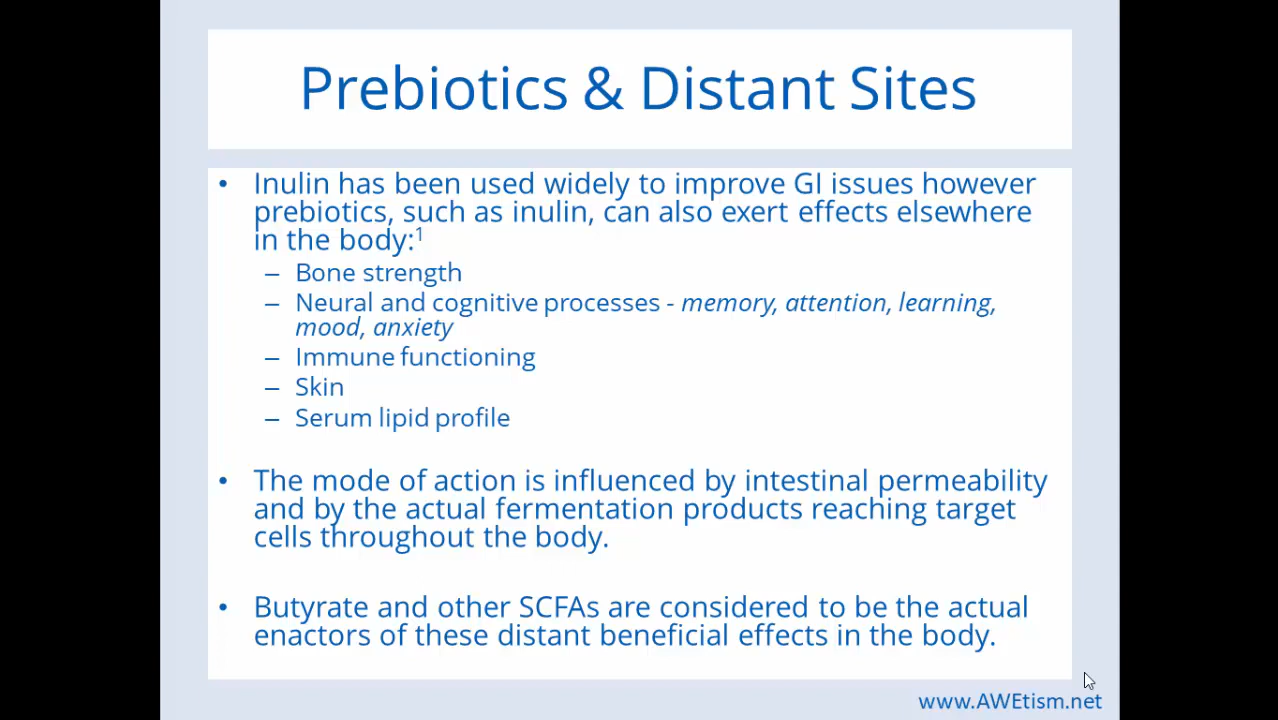 Prebiotics & Distant Sites
• Inulin has been used widely to improve GI issues however
prebiotics, such as inulin, can also exert effects elsewhere
in the body:¹
– Bone strength
– Neural and cognitive processes - memory, attention, learning,
mood, anxiety
– Immune functioning
– Skin
– Serum lipid profile
• The mode of action is influenced by intestinal permeability
and by the actual fermentation products reaching target
cells throughout the body.
• Butyrate and other SCFAs are considered to be the actual
enactors of these distant beneficial effects in the body.
www.AWEtism.net